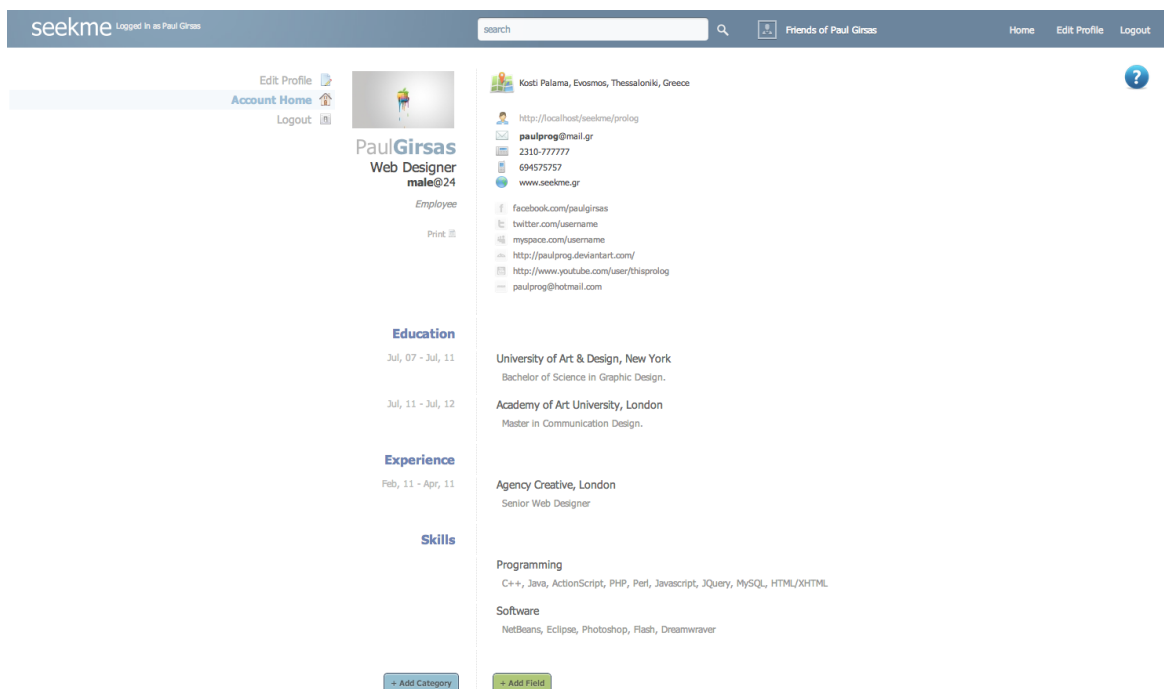 seekme Logged in as Paul Girsas
search
Friends of Paul Girsas
Home Edit Profile Logout
Edit Profile
Account Home
Logout
PaulGirsas
Web Designer
male@24
Employee
Print
Kosti Palama, Evosmos, Thessaloniki, Greece
http://localhost/seekme/prolog
paulprog@mail.gr
2310-777777
694575757
www.seekme.gr
facebook.com/paulgirsas
twitter.com/username
myspace.com/username
http://paulprog.deviantart.com/
http://www.youtube.com/user/thisprolog
paulprog@hotmail.com
Education
Jul, 07 - Jul, 11
University of Art & Design, New York
Bachelor of Science in Graphic Design.
Jul, 11 - Jul, 12
Academy of Art University, London
Master in Communication Design.
Experience
Feb, 11 - Apr, 11
Agency Creative, London
Senior Web Designer
Skills
Programming
C++, Java, ActionScript, PHP, Perl, Javascript, JQuery, MySQL, HTML/XHTML
Software
NetBeans, Eclipse, Photoshop, Flash, Dreamwraver
+ Add Category
+ Add Field